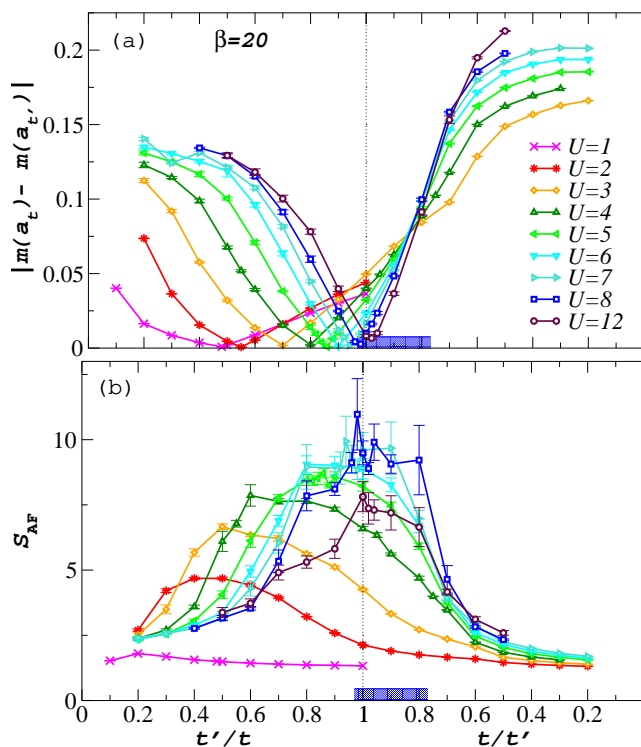 (a)
β=20
0.2
0.15
0.1
0.05
0
|m(a_t)- m(a_t')|
U=1
U=2
U=3
U=4
U=5
U=6
U=7
U=8
U=12
(b)
10
5
0
S_AF
0 0.2 0.4 0.6 0.8 1 0.8 0.6 0.4 0.2 0
t'/t
t/t'